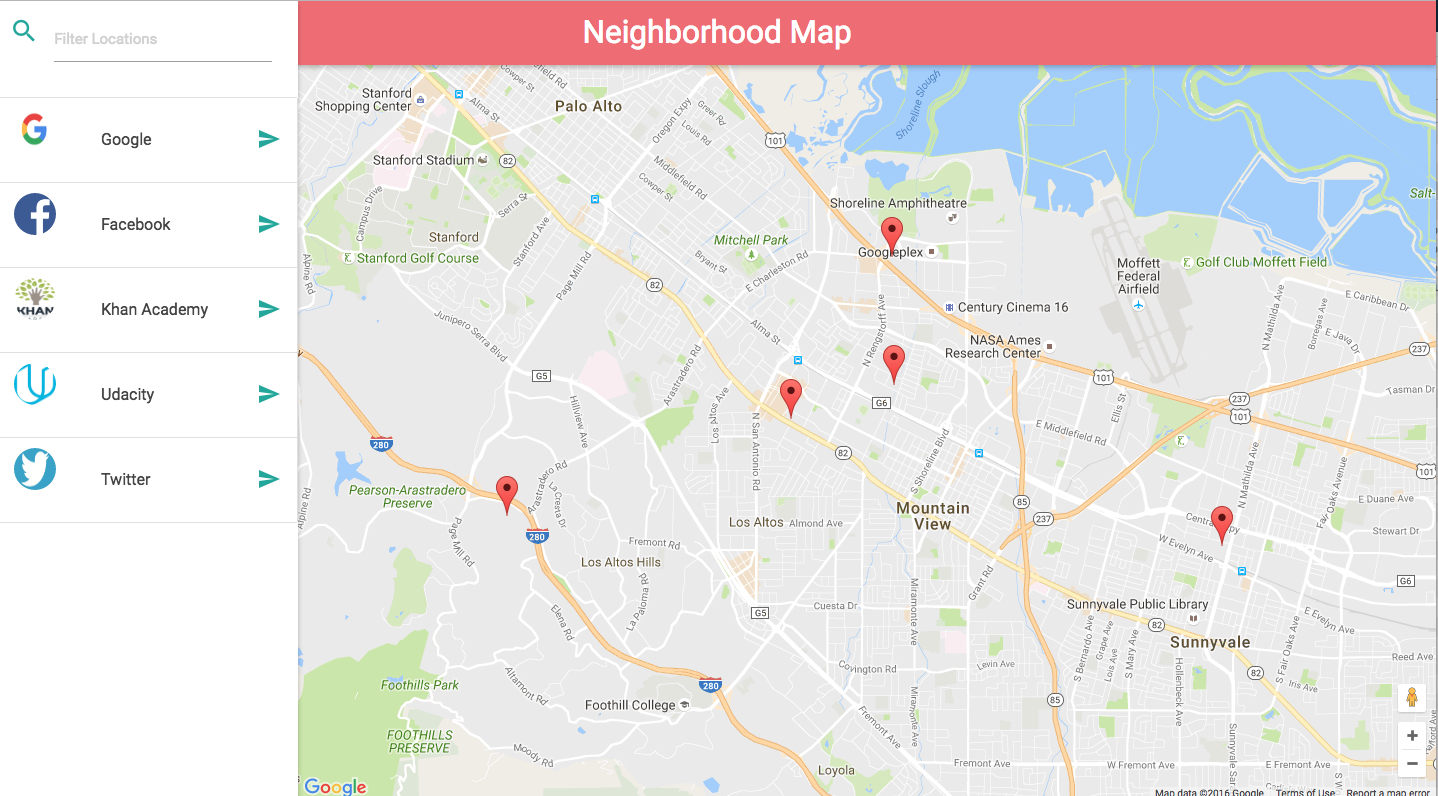 Filter Locations
Neighborhood Map
Google
Facebook
KHAN
Khan Academy
Udacity
Twitter
Stanford
Shopping Center
Alma St
Cowper St
Palo Alto
Oregon Expy
Greer Rd
Louis Rd
101
Shoreline Slough
Stanford Stadium
82
Middlefield Rd
Cowper St
Campus Drive
Serra St
Stanford Ave
Stanford
Stanford Golf Course
Alpine Rd
Page Mill Rd
Mitchell Park
Bryant St
E Charleston Rd
Shoreline Amphitheatre
Googleplex
Salt-
Moffett
Federal
Airfield
Golf Club Moffett Field
82
Century Cinema 16
NASA Ames
Research Center
N Mathilda Ave
Borregas Ave
E Caribbean Dr
E Java Dr
237
Junipero Serra Blvd
Alma St
N Rengstorff Ave
G5
Arastradero Rd
Hillview Ave
Los Altos Ave
N San Antonio Rd
G6
101
Tasman Dr
237
101
Ellis St
E Middlefield Rd
S Shoreline Blvd
82
280
Arastradero Rd
La Cresta Dr
Pearson-Arastradero
Preserve
Alpine Rd
Page Mill Rd
280
Los Altos
Almond Ave
Mountain
View
85
237
Central Expy
W Evelyn Ave
N Mathilda Ave
Fair Oaks Ave
101
E Duane Ave
Stewart Dr
Fremont Rd
Los Altos Hills
La Paloma Rd
Elena Rd
G5
Cuesta Dr
Miramonte Ave
Grant Rd
G6
Sunnyvale Public Library
82
Sunnyvale
E Evelyn Ave
S Bernardo Ave
Grape Ave
Lois Ave
S Mary Ave
Hollenbeck Ave
S Fair Oaks Ave
Reed Ave
82
Iris Ave
Levin Ave
Covington Rd
Foothills Park
Altamont Rd
280
Foothill College
85
FOOTHILLS
PRESERVE
Moody Rd
Fremont Ave
Miramonte Ave
Loyola
Fremont Ave
W Fremont Ave
E Fremont Ave
Google
Map data ©2016 Google
Terms of Use
Report a map error